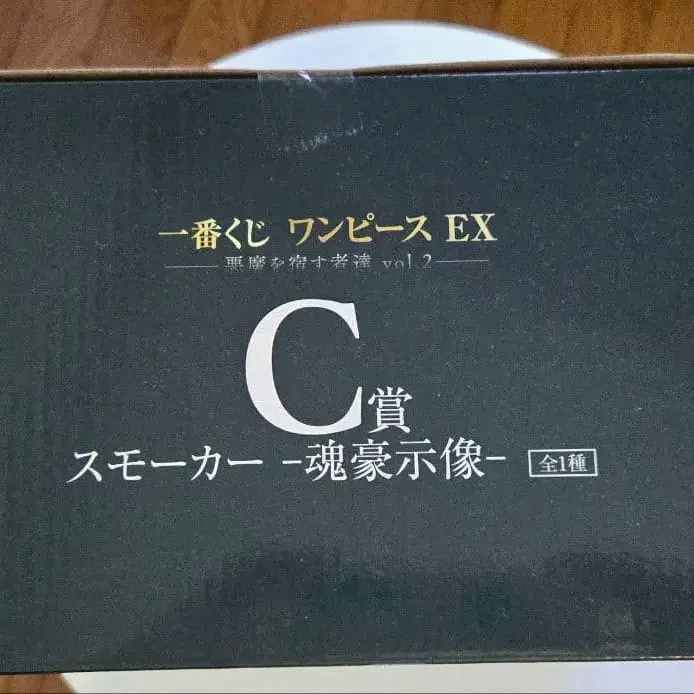 一番くじ ワンピース EX
悪魔を宿す者達 vol.2
C賞
スモーカー -魂豪示像- 全1種